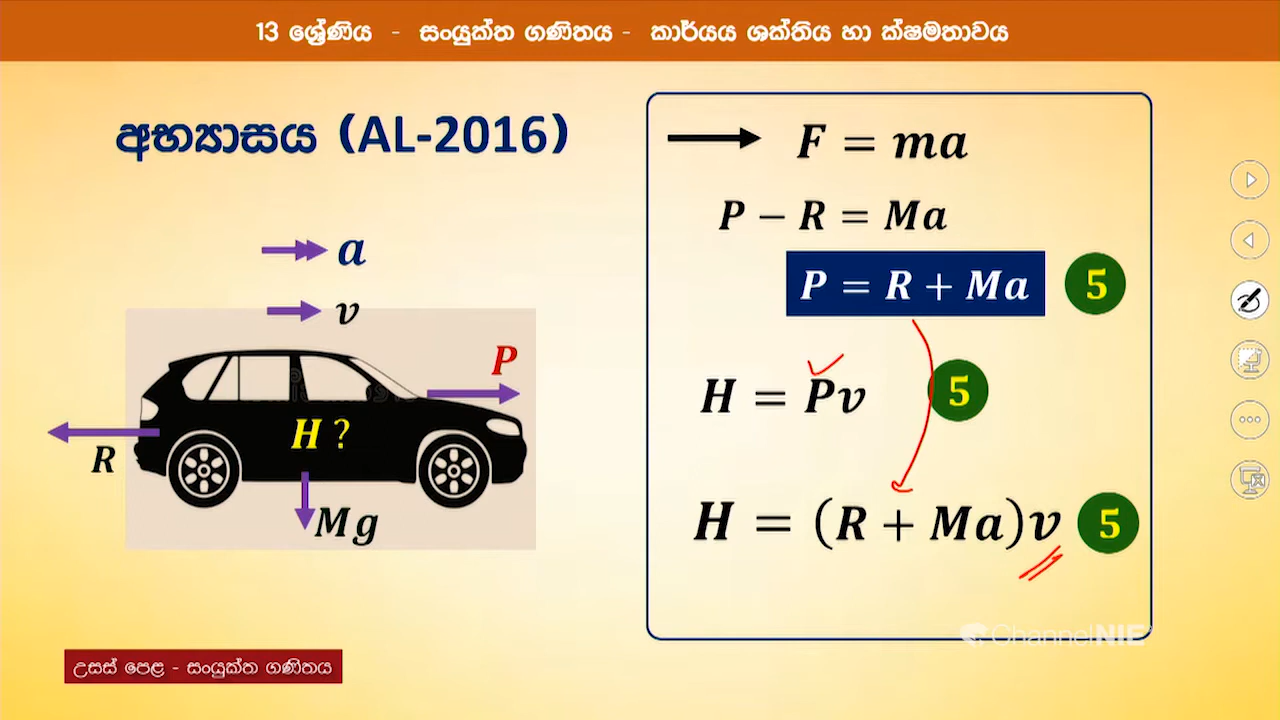 13 ශ්‍රේණිය - සංයුක්ත ගණිතය - කාර්යය ශක්තිය හා ක්ෂමතාවය
අභ්‍යාසය (AL-2016)
a
v
P
H ?
R
Mg
F = ma
P − R = Ma
P = R + Ma 5
H = Pv 5
H = (R + Ma)v 5
ChannelNIE
උසස් පෙළ - සංයුක්ත ගණිතය